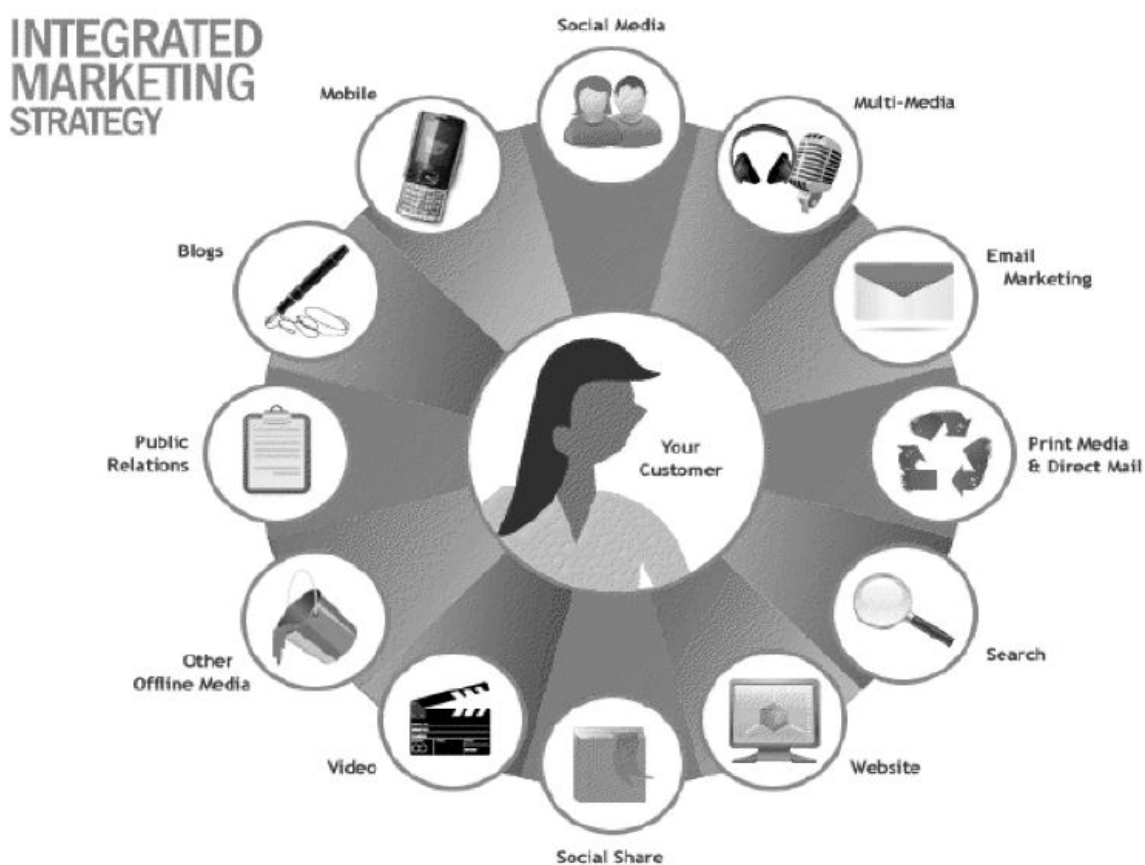 INTEGRATED
MARKETING
STRATEGY
Social Media
Multi-Media
Email
Marketing
Print Media
& Direct Mail
Search
Website
Social Share
Video
Other
Offline Media
Public
Relations
Blogs
Mobile
Your
Customer